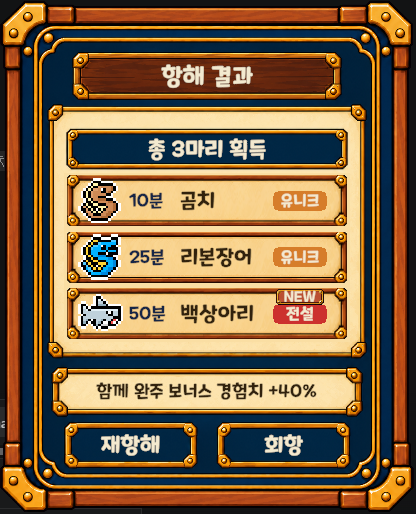 항해 결과
총 3마리 획득
10분 곰치 유니크
25분 리본장어 유니크
NEW
50분 백상아리 전설
함께 완주 보너스 경험치 +40%
재항해 회항